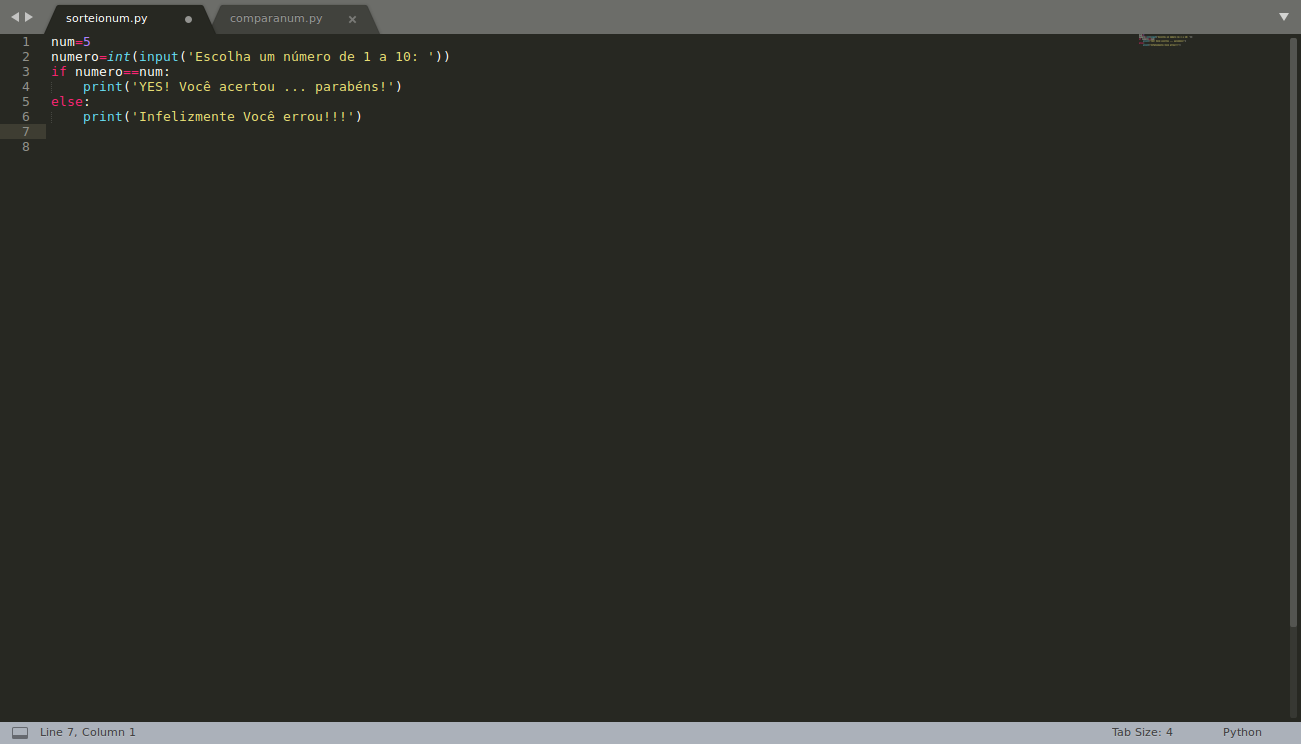 sorteionum.py
comparanum.py
1 num=5
2 numero=int(input('Escolha um número de 1 a 10: '))
3 if numero==num:
4     print('YES! Você acertou ... parabéns!')
5 else:
6     print('Infelizmente Você errou!!!')
7
8
Line 7, Column 1
Tab Size: 4
Python